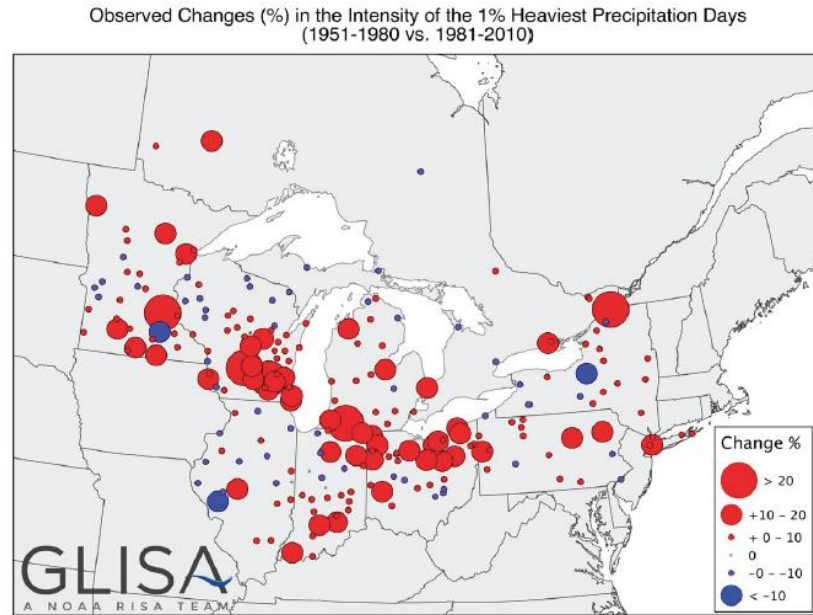 Observed Changes (%) in the Intensity of the 1% Heaviest Precipitation Days
(1951-1980 vs. 1981-2010)
Change %
> 20
+10 – 20
+ 0 – 10
0
–0 – –10
< –10
GLISA
A NOAA RISA TEAM